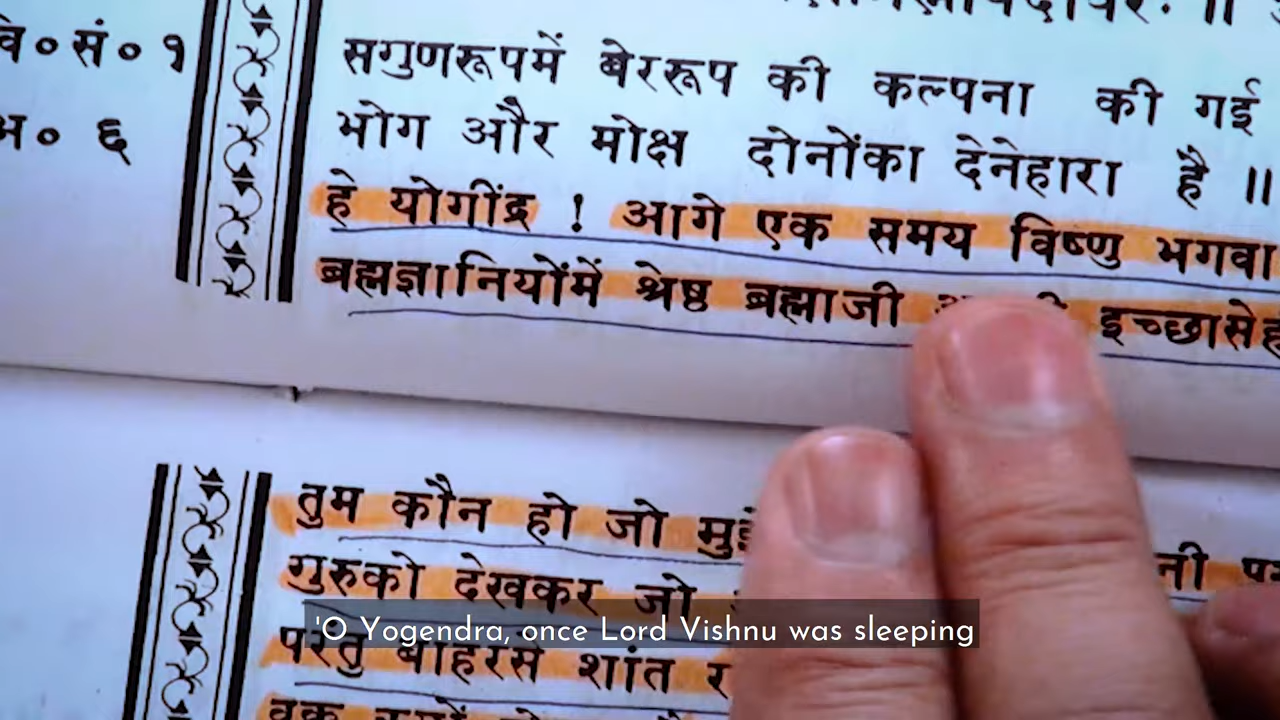 वि०सं०१
सगुणरूपमें बेररूप की कल्पना की गई
अ० ६
भोग और मोक्ष दोनोंका देनेहारा है ॥
हे योगींद्र ! आगे एक समय विष्णु भगवा
ब्रह्मज्ञानियोंमें श्रेष्ठ ब्रह्माजी इच्छासेह
तुम कौन हो जो मुझे
गुरुको देखकर जो
'O Yogendra, once Lord Vishnu was sleeping
परंतु बाहरसे शांत र